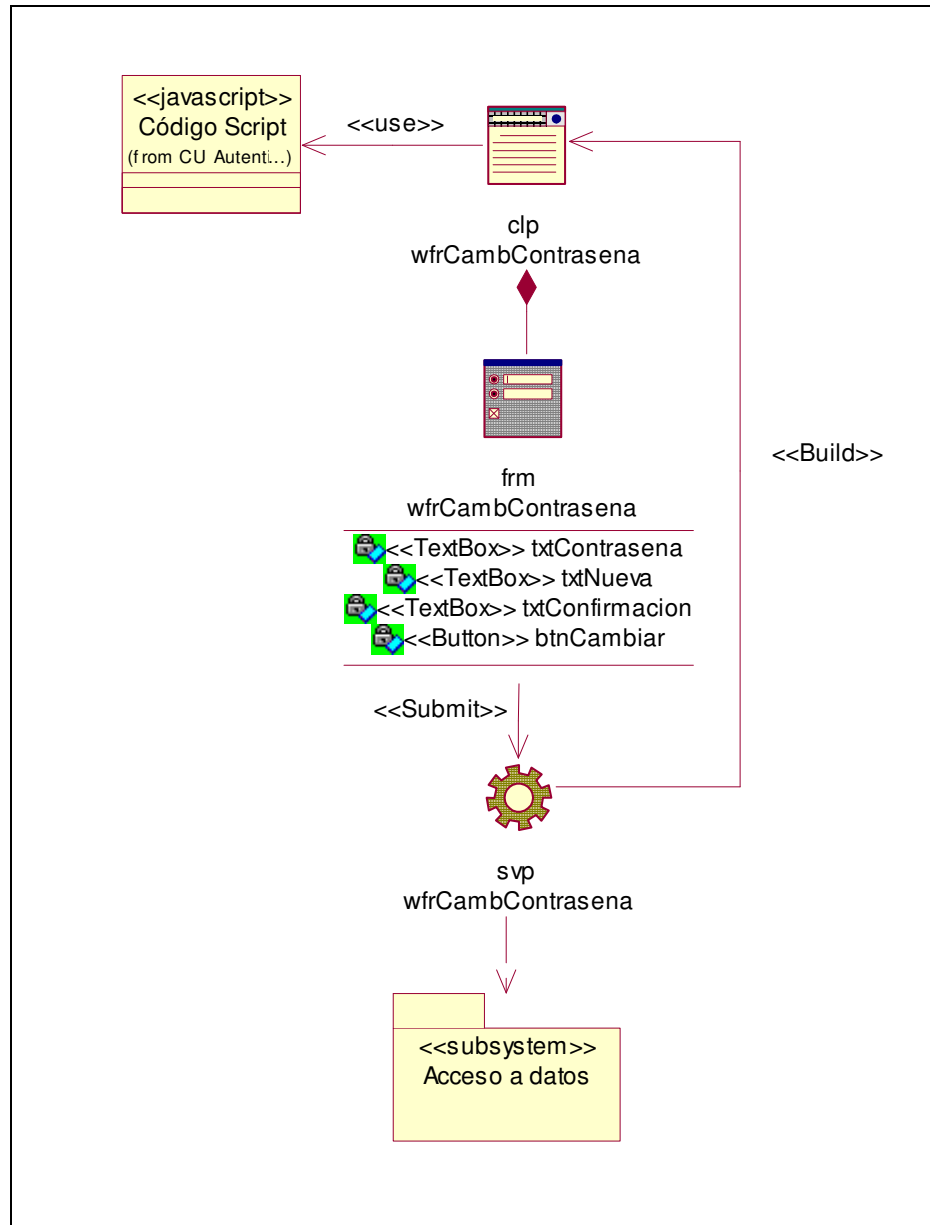 <<javascript>>
Código Script
(from CU Autenti...)
<<use>>
clp
wfrCambContrasena
frm
wfrCambContrasena
<<TextBox>> txtContrasena
<<TextBox>> txtNueva
<<TextBox>> txtConfirmacion
<<Button>> btnCambiar
<<Build>>
<<Submit>>
svp
wfrCambContrasena
<<subsystem>>
Acceso a datos